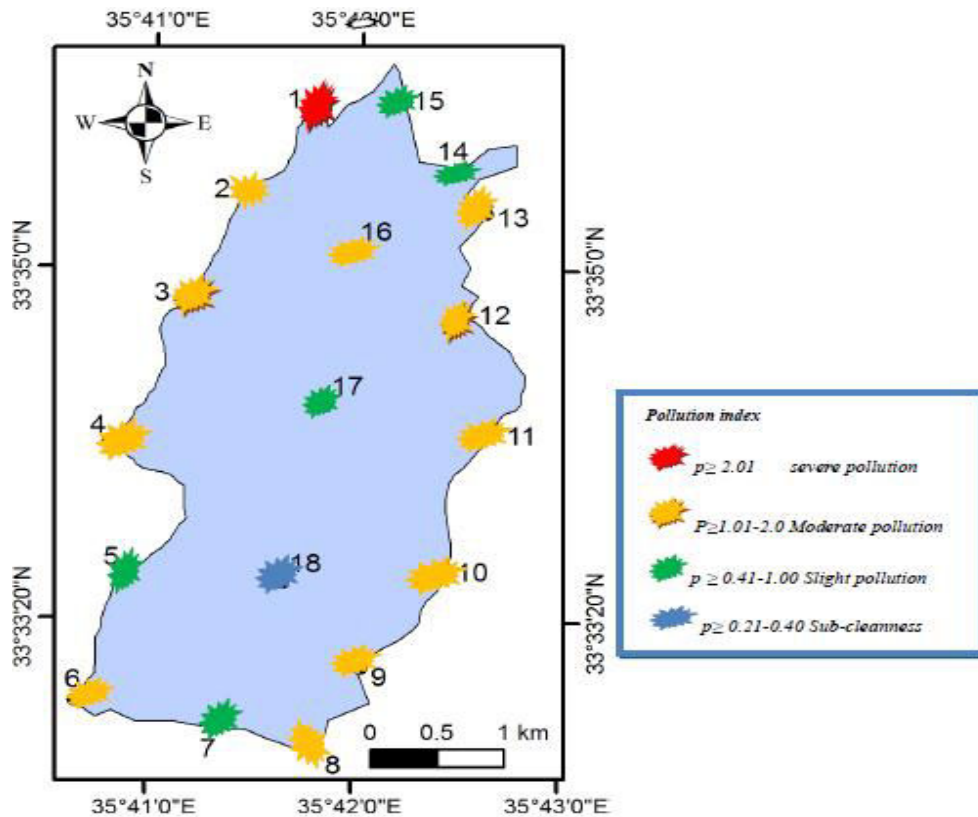 35°41'0"E 35°43'0"E
N
W E
S
1
15
14
2
13
16
33°35'0"N 33°35'0"N
3
12
17
4
11
5
18
10
33°33'20"N 33°33'20"N
6
9
7
8
0 0.5 1 km
35°41'0"E 35°42'0"E 35°43'0"E
Pollution index
p≥ 2.01 severe pollution
P≥1.01-2.0 Moderate pollution
p ≥ 0.41-1.00 Slight pollution
p≥ 0.21-0.40 Sub-cleanness